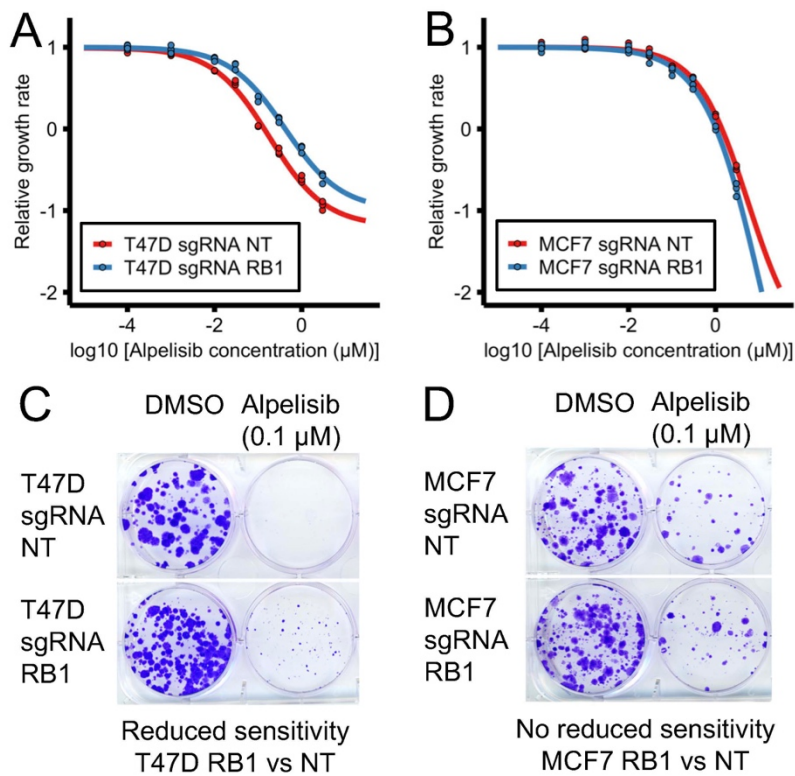 A
Relative growth rate
1
0
-1
-2
T47D sgRNA NT
T47D sgRNA RB1
-4
-2
0
log10 [Alpelisib concentration (μM)]
B
Relative growth rate
1
0
-1
-2
MCF7 sgRNA NT
MCF7 sgRNA RB1
-4
-2
0
log10 [Alpelisib concentration (μM)]
C
DMSO
Alpelisib
(0.1 μM)
T47D
sgRNA
NT
T47D
sgRNA
RB1
Reduced sensitivity
T47D RB1 vs NT
D
DMSO
Alpelisib
(0.1 μM)
MCF7
sgRNA
NT
MCF7
sgRNA
RB1
No reduced sensitivity
MCF7 RB1 vs NT